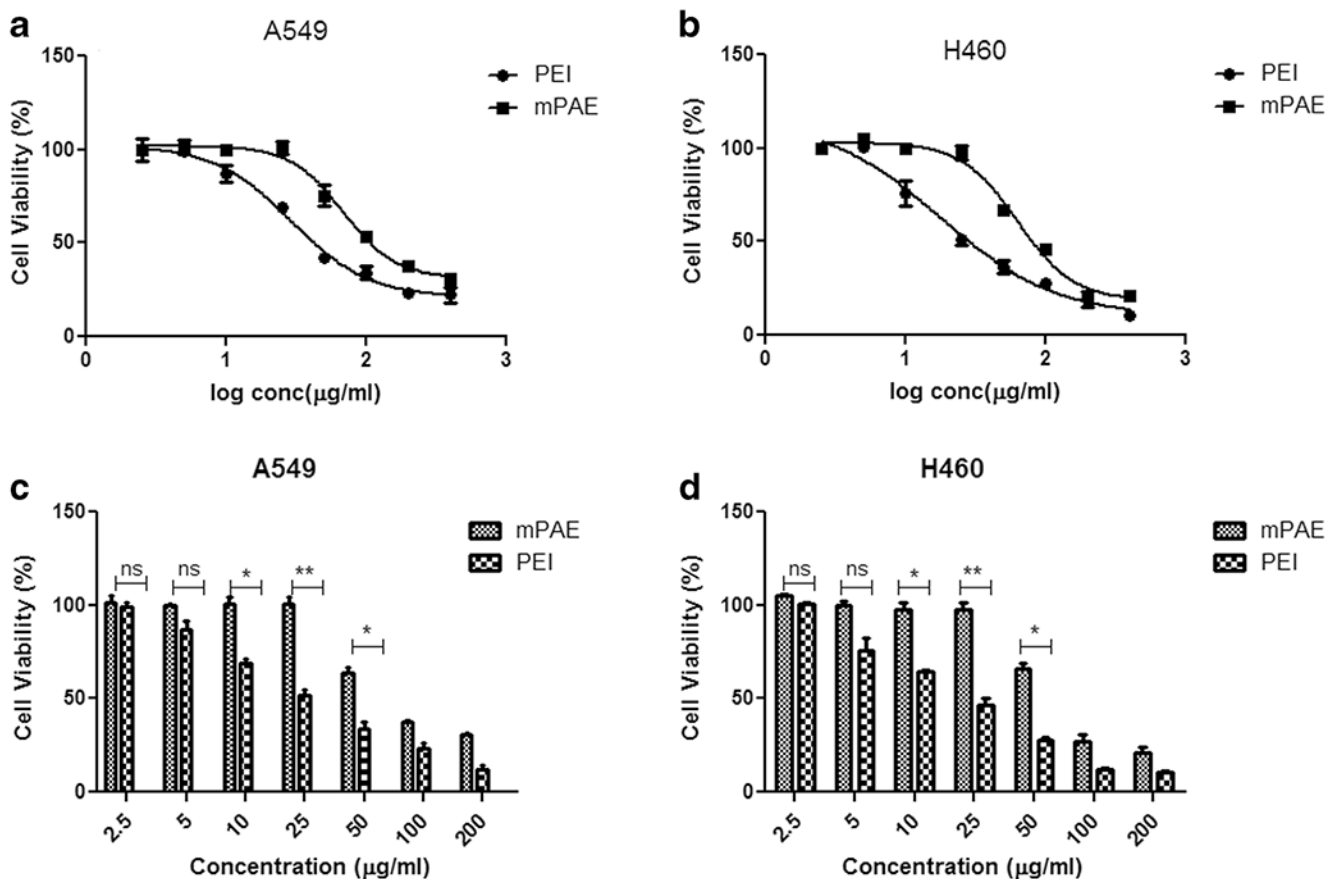 a
A549
150
100
50
0
Cell Viability (%)
0 1 2 3
log conc(μg/ml)
PEI
mPAE
b
H460
150
100
50
0
Cell Viability (%)
0 1 2 3
log conc(μg/ml)
PEI
mPAE
c
A549
150
100
50
0
Cell Viability (%)
ns ns * ** *
2.5 5 10 25 50 100 200
Concentration (μg/ml)
mPAE
PEI
d
H460
150
100
50
0
Cell Viability (%)
ns ns * ** *
2.5 5 10 25 50 100 200
Concentration (μg/ml)
mPAE
PEI